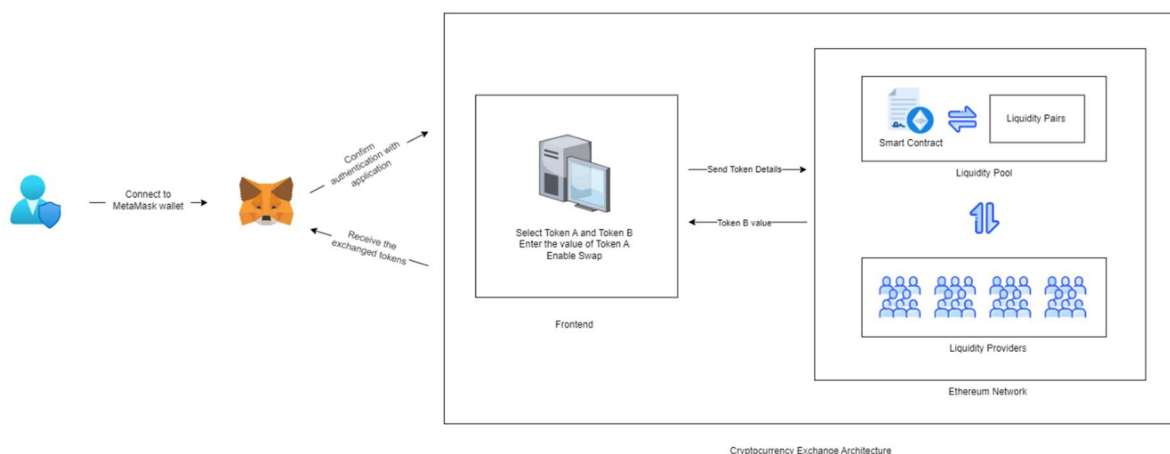 Connect to
MetaMask wallet
Confirm
authentication with
application
Receive the
exchanged tokens
Select Token A and Token B
Enter the value of Token A
Enable Swap
Frontend
Send Token Details
Token B value
Smart Contract
Liquidity Pairs
Liquidity Pool
Liquidity Providers
Ethereum Network
Cryptocurrency Exchange Architecture